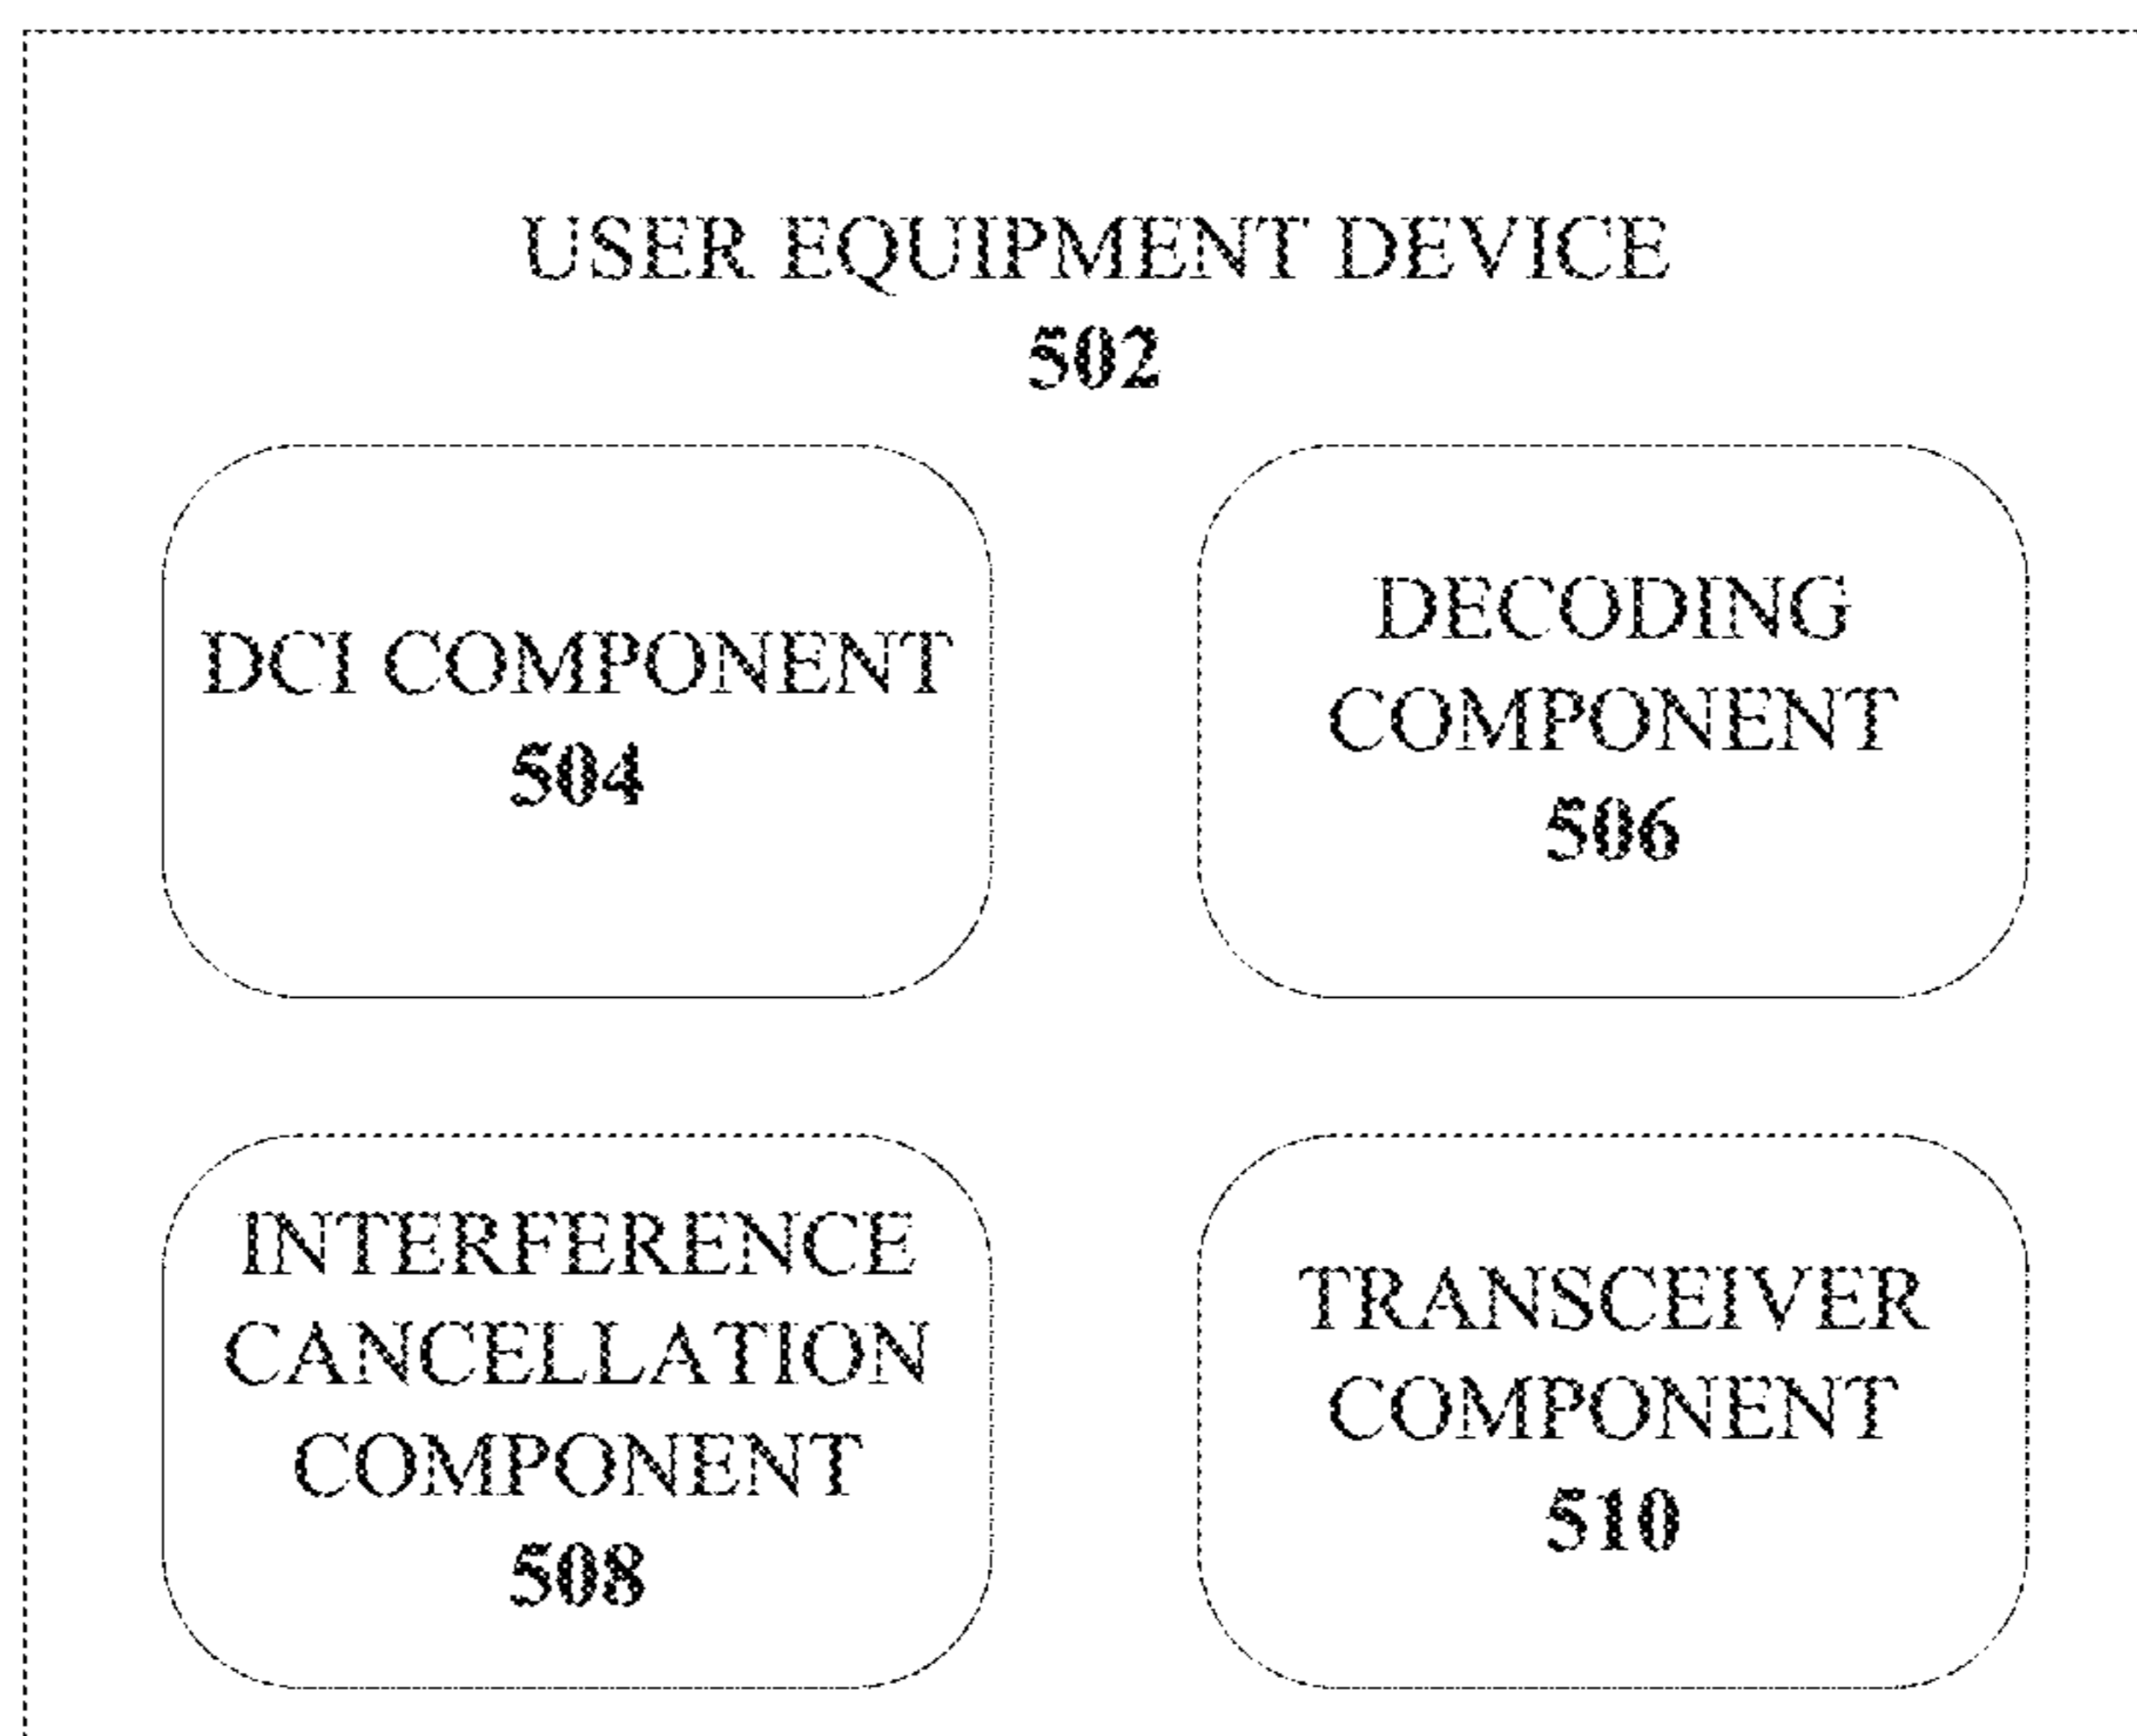 USER EQUIPMENT DEVICE
502
DCI COMPONENT
504
DECODING
COMPONENT
506
INTERFERENCE
CANCELLATION
COMPONENT
508
TRANSCEIVER
COMPONENT
510